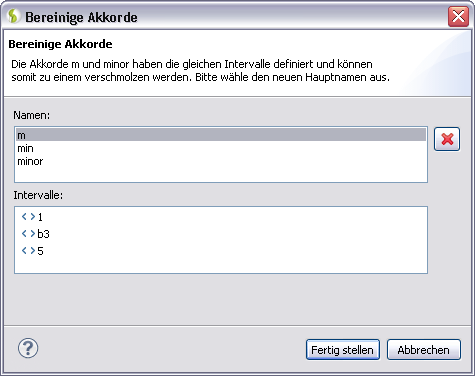 Bereinige Akkorde
Bereinige Akkorde
Die Akkorde m und minor haben die gleichen Intervalle definiert und können
somit zu einem verschmolzen werden. Bitte wähle den neuen Hauptnamen aus.
Namen:
m
min
minor
Intervalle:
<> 1
<> b3
<> 5
?
Fertig stellen Abbrechen